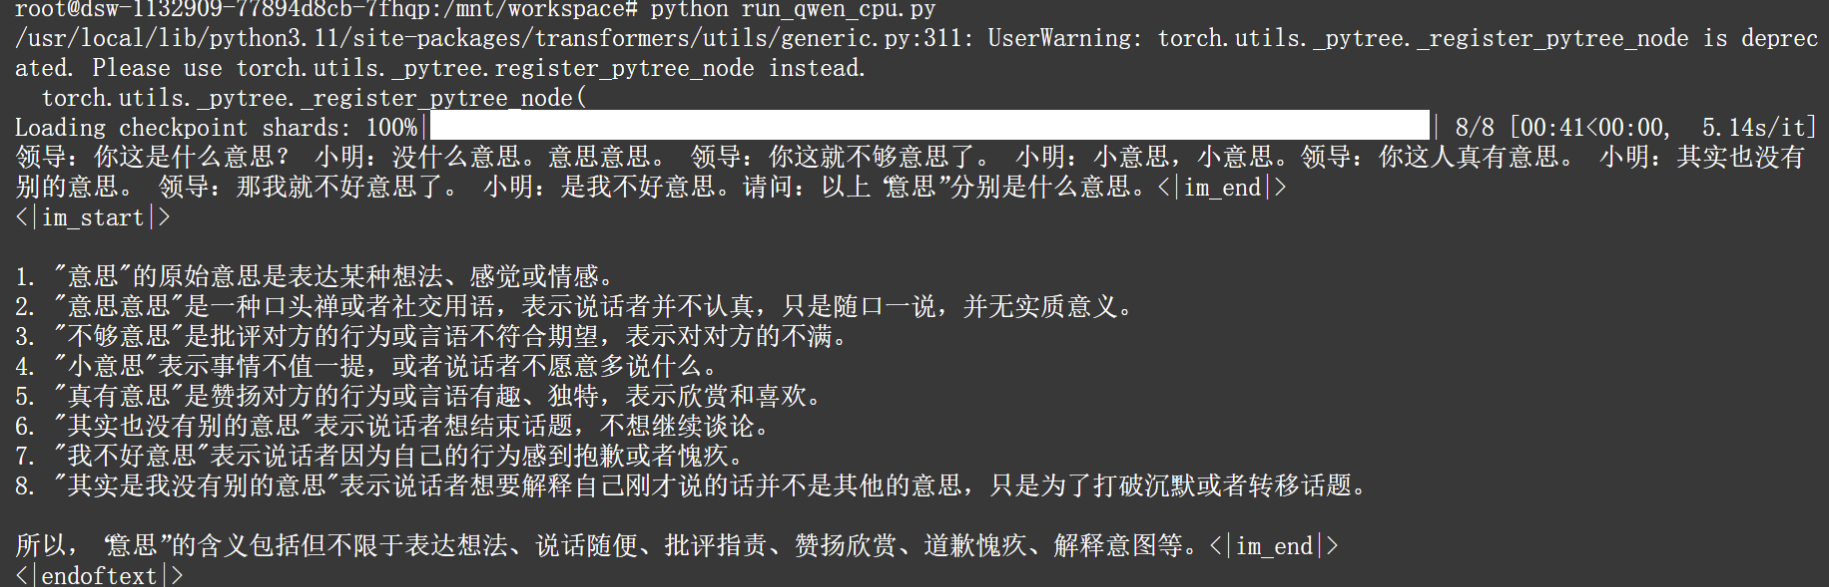 root@dsw-1132909-77894d8cb-7fhqp:/mnt/workspace# python run_qwen_cpu.py
/usr/local/lib/python3.11/site-packages/transformers/utils/generic.py:311: UserWarning: torch.utils._pytree._register_pytree_node is deprec
ated. Please use torch.utils._pytree.register_pytree_node instead.
  torch.utils._pytree._register_pytree_node(
Loading checkpoint shards: 100%|██████████| 8/8 [00:41<00:00,  5.14s/it]
领导：你这是什么意思？ 小明：没什么意思。意思意思。 领导：你这就不够意思了。 小明：小意思，小意思。领导：你这人真有意思。 小明：其实也没有
别的意思。 领导：那我就不好意思了。 小明：是我不好意思。请问：以上“意思”分别是什么意思。<|im_end|>
<|im_start|>
1. "意思"的原始意思是表达某种想法、感觉或情感。
2. "意思意思"是一种口头禅或者社交用语，表示说话者并不认真，只是随口一说，并无实质意义。
3. "不够意思"是批评对方的行为或言语不符合期望，表示对对方的不满。
4. "小意思"表示事情不值一提，或者说话者不愿意多说什么。
5. "真有意思"是赞扬对方的行为或言语有趣、独特，表示欣赏和喜欢。
6. "其实也没有别的意思"表示说话者想结束话题，不想继续谈论。
7. "我不好意思"表示说话者因为自己的行为感到抱歉或者愧疚。
8. "其实是我没有别的意思"表示说话者想要解释自己刚才说的话并不是其他的意思，只是为了打破沉默或者转移话题。
所以，“意思”的含义包括但不限于表达想法、说话随便、批评指责、赞扬欣赏、道歉愧疚、解释意图等。<|im_end|>
<|endoftext|>